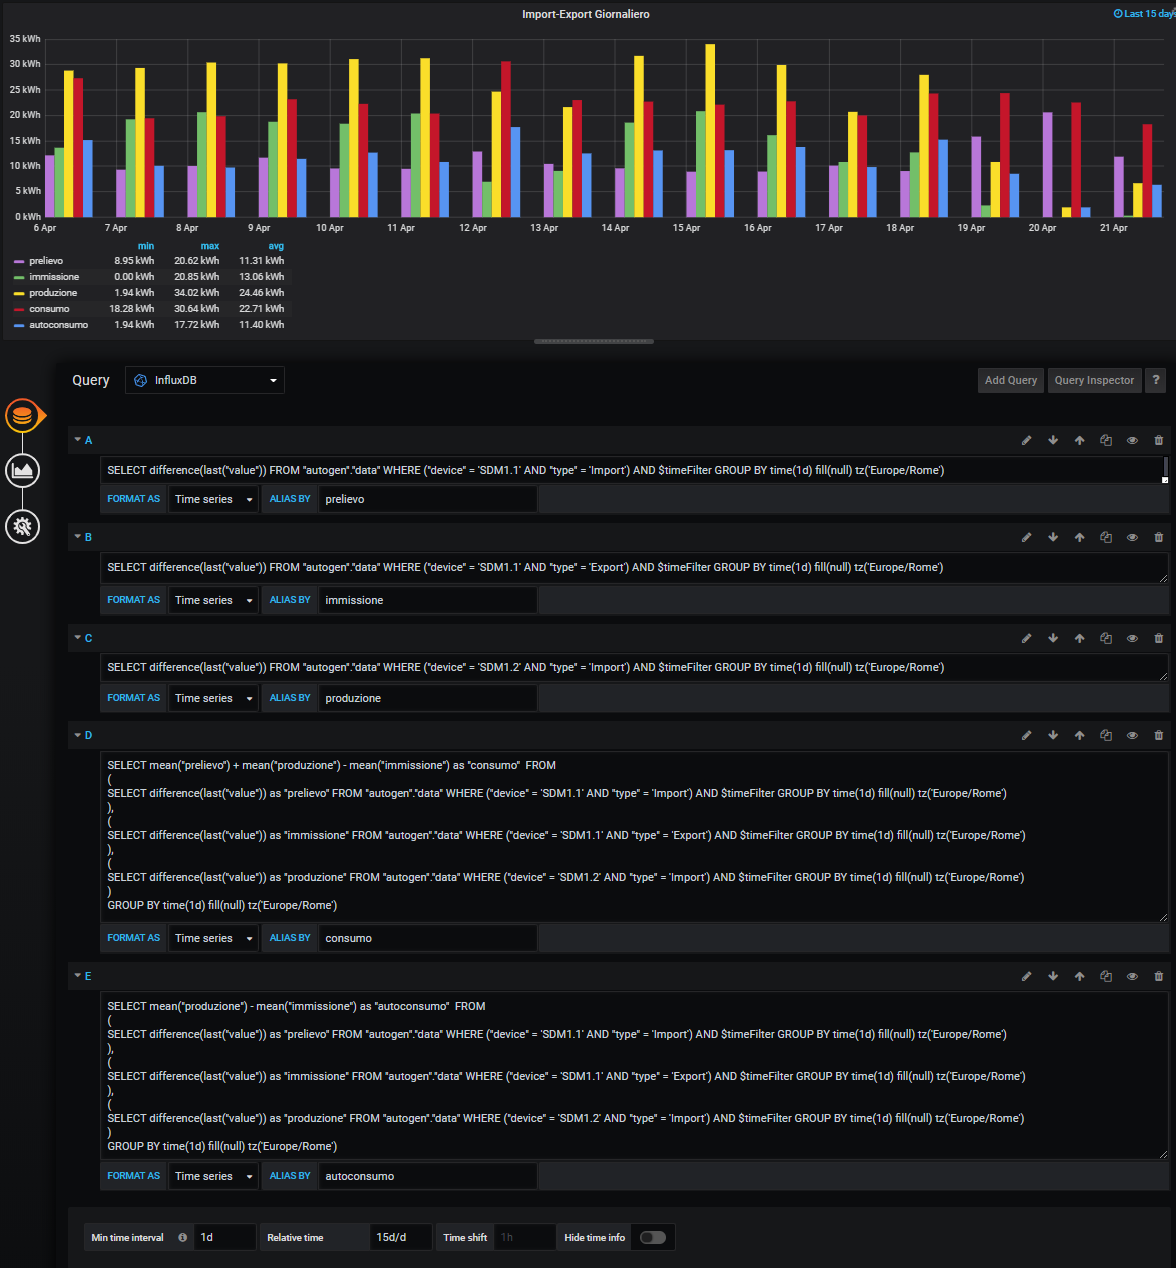 Import-Export Giornaliero
Last 15 days
35 kWh
30 kWh
25 kWh
20 kWh
15 kWh
10 kWh
5 kWh
0 kWh
6 Apr 7 Apr 8 Apr 9 Apr 10 Apr 11 Apr 12 Apr 13 Apr 14 Apr 15 Apr 16 Apr 17 Apr 18 Apr 19 Apr 20 Apr 21 Apr
min max avg
prelievo 8.95 kWh 20.62 kWh 11.31 kWh
immissione 0.00 kWh 20.85 kWh 13.06 kWh
produzione 1.94 kWh 34.02 kWh 24.46 kWh
consumo 18.28 kWh 30.64 kWh 22.71 kWh
autoconsumo 1.94 kWh 17.72 kWh 11.40 kWh
Query InfluxDB Add Query Query Inspector ?
A
SELECT difference(last("value")) FROM "autogen"."data" WHERE ("device" = 'SDM1.1' AND "type" = 'Import') AND $timeFilter GROUP BY time(1d) fill(null) tz('Europe/Rome')
FORMAT AS Time series ALIAS BY prelievo
B
SELECT difference(last("value")) FROM "autogen"."data" WHERE ("device" = 'SDM1.1' AND "type" = 'Export') AND $timeFilter GROUP BY time(1d) fill(null) tz('Europe/Rome')
FORMAT AS Time series ALIAS BY immissione
C
SELECT difference(last("value")) FROM "autogen"."data" WHERE ("device" = 'SDM1.2' AND "type" = 'Import') AND $timeFilter GROUP BY time(1d) fill(null) tz('Europe/Rome')
FORMAT AS Time series ALIAS BY produzione
D
SELECT mean("prelievo") + mean("produzione") - mean("immissione") as "consumo" FROM
(
SELECT difference(last("value")) as "prelievo" FROM "autogen"."data" WHERE ("device" = 'SDM1.1' AND "type" = 'Import') AND $timeFilter GROUP BY time(1d) fill(null) tz('Europe/Rome')
),
(
SELECT difference(last("value")) as "immissione" FROM "autogen"."data" WHERE ("device" = 'SDM1.1' AND "type" = 'Export') AND $timeFilter GROUP BY time(1d) fill(null) tz('Europe/Rome')
),
(
SELECT difference(last("value")) as "produzione" FROM "autogen"."data" WHERE ("device" = 'SDM1.2' AND "type" = 'Import') AND $timeFilter GROUP BY time(1d) fill(null) tz('Europe/Rome')
)
GROUP BY time(1d) fill(null) tz('Europe/Rome')
FORMAT AS Time series ALIAS BY consumo
E
SELECT mean("produzione") - mean("immissione") as "autoconsumo" FROM
(
SELECT difference(last("value")) as "prelievo" FROM "autogen"."data" WHERE ("device" = 'SDM1.1' AND "type" = 'Import') AND $timeFilter GROUP BY time(1d) fill(null) tz('Europe/Rome')
),
(
SELECT difference(last("value")) as "immissione" FROM "autogen"."data" WHERE ("device" = 'SDM1.1' AND "type" = 'Export') AND $timeFilter GROUP BY time(1d) fill(null) tz('Europe/Rome')
),
(
SELECT difference(last("value")) as "produzione" FROM "autogen"."data" WHERE ("device" = 'SDM1.2' AND "type" = 'Import') AND $timeFilter GROUP BY time(1d) fill(null) tz('Europe/Rome')
)
GROUP BY time(1d) fill(null) tz('Europe/Rome')
FORMAT AS Time series ALIAS BY autoconsumo
Min time interval 1d Relative time 15d/d Time shift 1h Hide time info